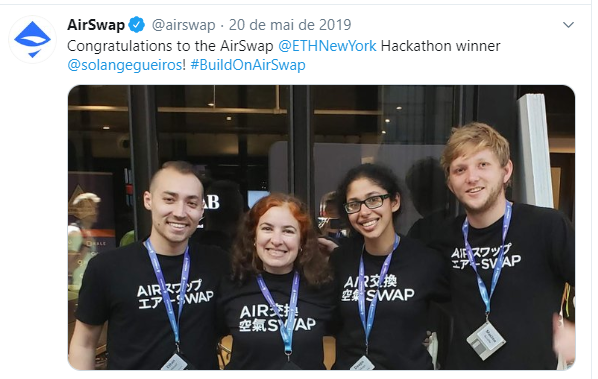 AirSwap @airswap · 20 de mai de 2019
Congratulations to the AirSwap @ETHNewYork Hackathon winner
@solangegueiros! #BuildOnAirSwap
AIRスワップ
エアーSWAP
AIR交換
空氣SWAP
AIR交換
空氣SWAP
AIRスワップ
エアーSWAP